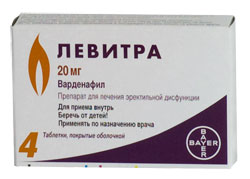 ЛЕВИТРА
20 мг
Варденафил
Препарат для лечения эректильной дисфункции
Для приема внутрь
Беречь от детей!
Применять по назначению врача
4 Таблетки, покрытые оболочкой
BAYER
BAYER